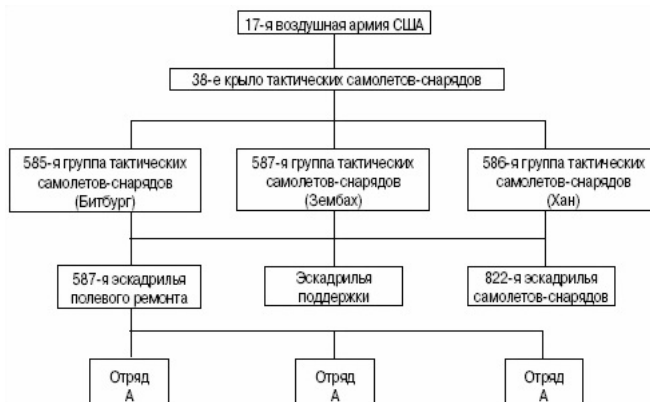 17-я воздушная армия США
38-е крыло тактических самолетов-снарядов
585-я группа тактических
самолетов-снарядов
(Битбург)
587-я группа тактических
самолетов-снарядов
(Зембах)
586-я группа тактических
самолетов-снарядов
(Хан)
587-я эскадрилья
полевого ремонта
Эскадрилья
поддержки
822-я эскадрилья
самолетов-снарядов
Отряд
А
Отряд
А
Отряд
А